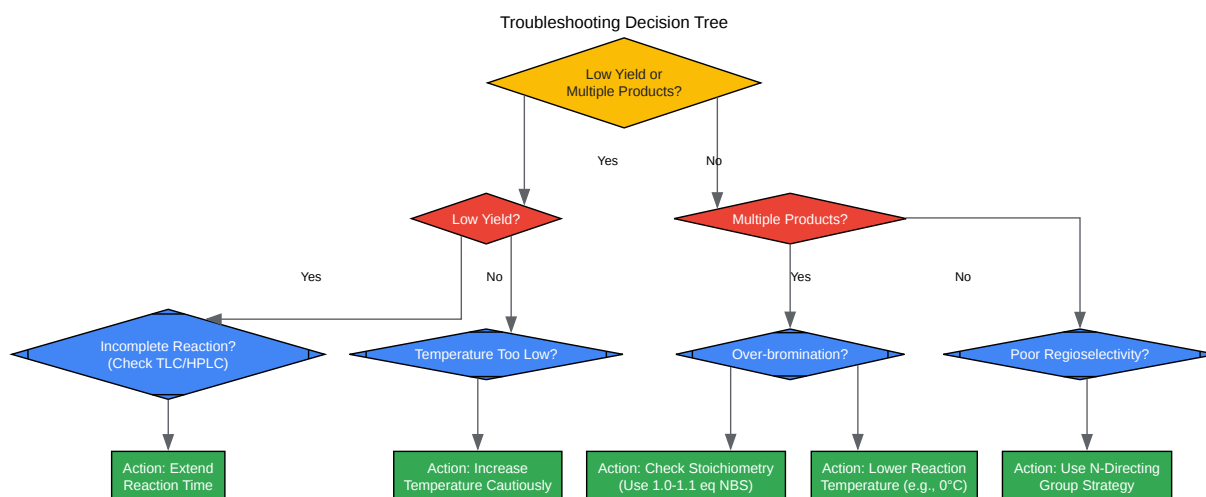 Troubleshooting Decision Tree
Low Yield or
Multiple Products?
Yes
No
Low Yield?
Multiple Products?
Yes
No
Yes
No
Incomplete Reaction?
(Check TLC/HPLC)
Temperature Too Low?
Over-bromination?
Poor Regioselectivity?
Action: Extend
Reaction Time
Action: Increase
Temperature Cautiously
Action: Check Stoichiometry
(Use 1.0-1.1 eq NBS)
Action: Lower Reaction
Temperature (e.g., 0°C)
Action: Use N-Directing
Group Strategy